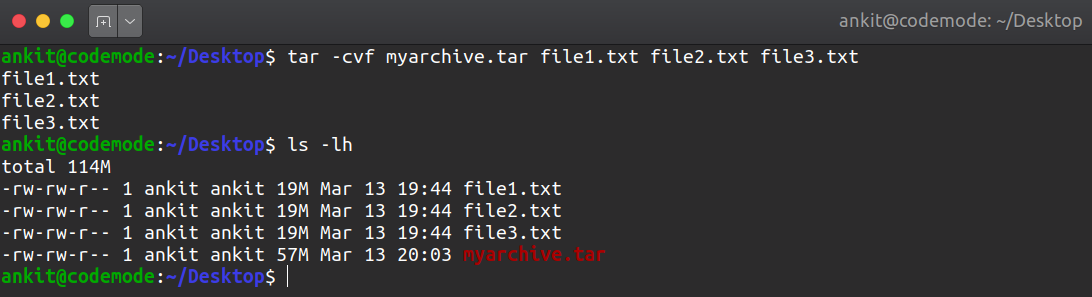 ankit@codemode: ~/Desktop
ankit@codemode:~/Desktop$ tar -cvf myarchive.tar file1.txt file2.txt file3.txt
file1.txt
file2.txt
file3.txt
ankit@codemode:~/Desktop$ ls -lh
total 114M
-rw-rw-r-- 1 ankit ankit 19M Mar 13 19:44 file1.txt
-rw-rw-r-- 1 ankit ankit 19M Mar 13 19:44 file2.txt
-rw-rw-r-- 1 ankit ankit 19M Mar 13 19:44 file3.txt
-rw-rw-r-- 1 ankit ankit 57M Mar 13 20:03 myarchive.tar
ankit@codemode:~/Desktop$